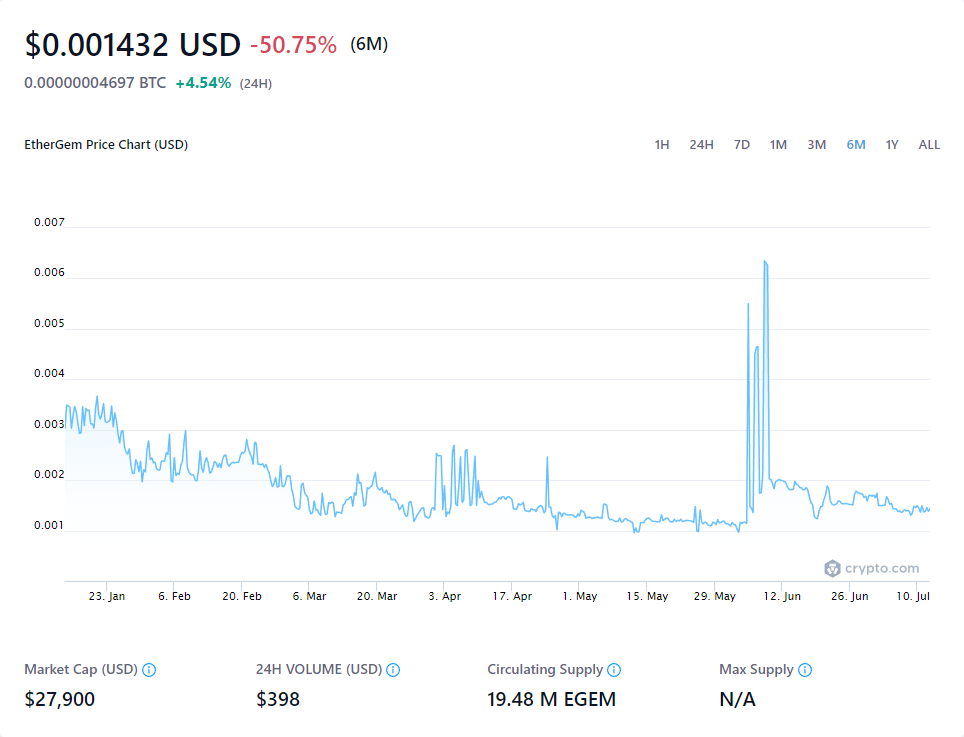 $0.001432 USD -50.75% (6M)
0.00000004697 BTC +4.54% (24H)
EtherGem Price Chart (USD) 1H 24H 7D 1M 3M 6M 1Y ALL
0.007
0.006
0.005
0.004
0.003
0.002
0.001
crypto.com
23. Jan 6. Feb 20. Feb 6. Mar 20. Mar 3. Apr 17. Apr 1. May 15. May 29. May 12. Jun 26. Jun 10. Jul
Market Cap (USD) 24H VOLUME (USD) Circulating Supply Max Supply
$27,900 $398 19.48 M EGEM N/A